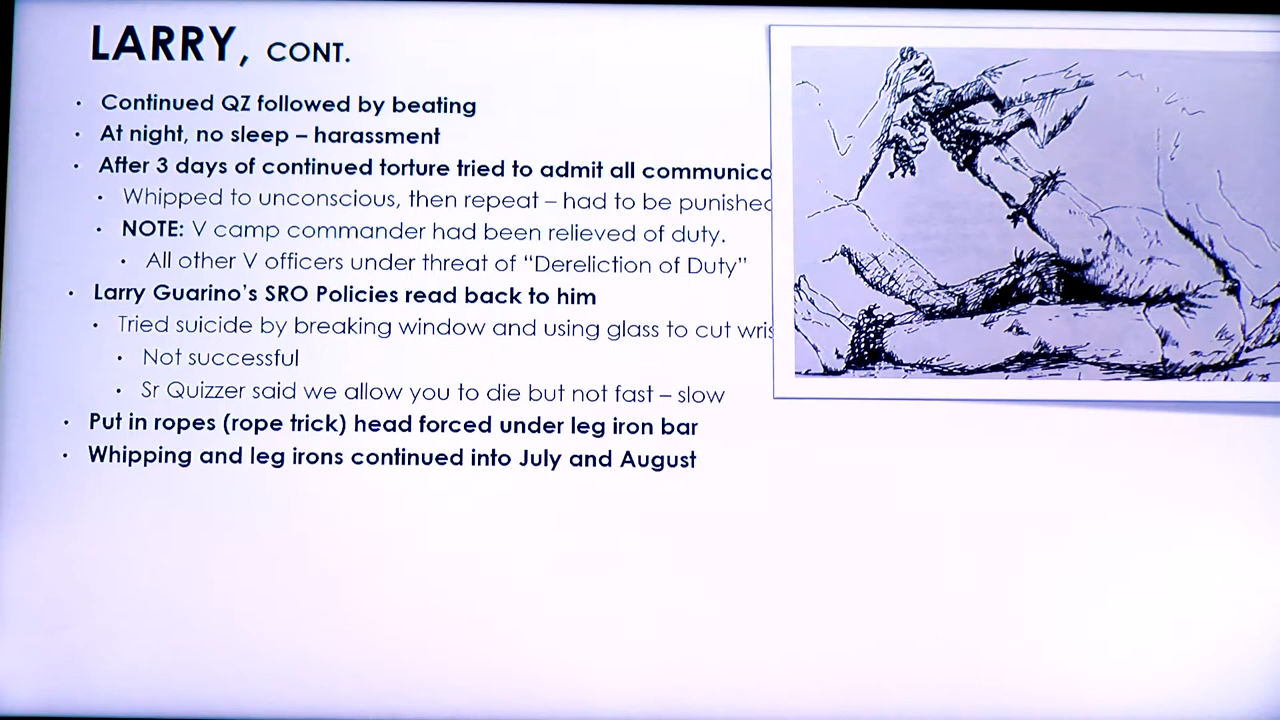 LARRY, CONT.
• Continued QZ followed by beating
• At night, no sleep – harassment
• After 3 days of continued torture tried to admit all
• Whipped to unconscious, then repeat – had to be punished
• NOTE: V camp commander had been relieved of duty.
• All other V officers under threat of “Dereliction of Duty”
• Larry Guarino’s SRO Policies read back to him
• Tried suicide by breaking window and using glass to cut
• Not successful
• Sr Quizzer said we allow you to die but not fast – slow
• Put in ropes (rope trick) head forced under leg iron bar
• Whipping and leg irons continued into July and August